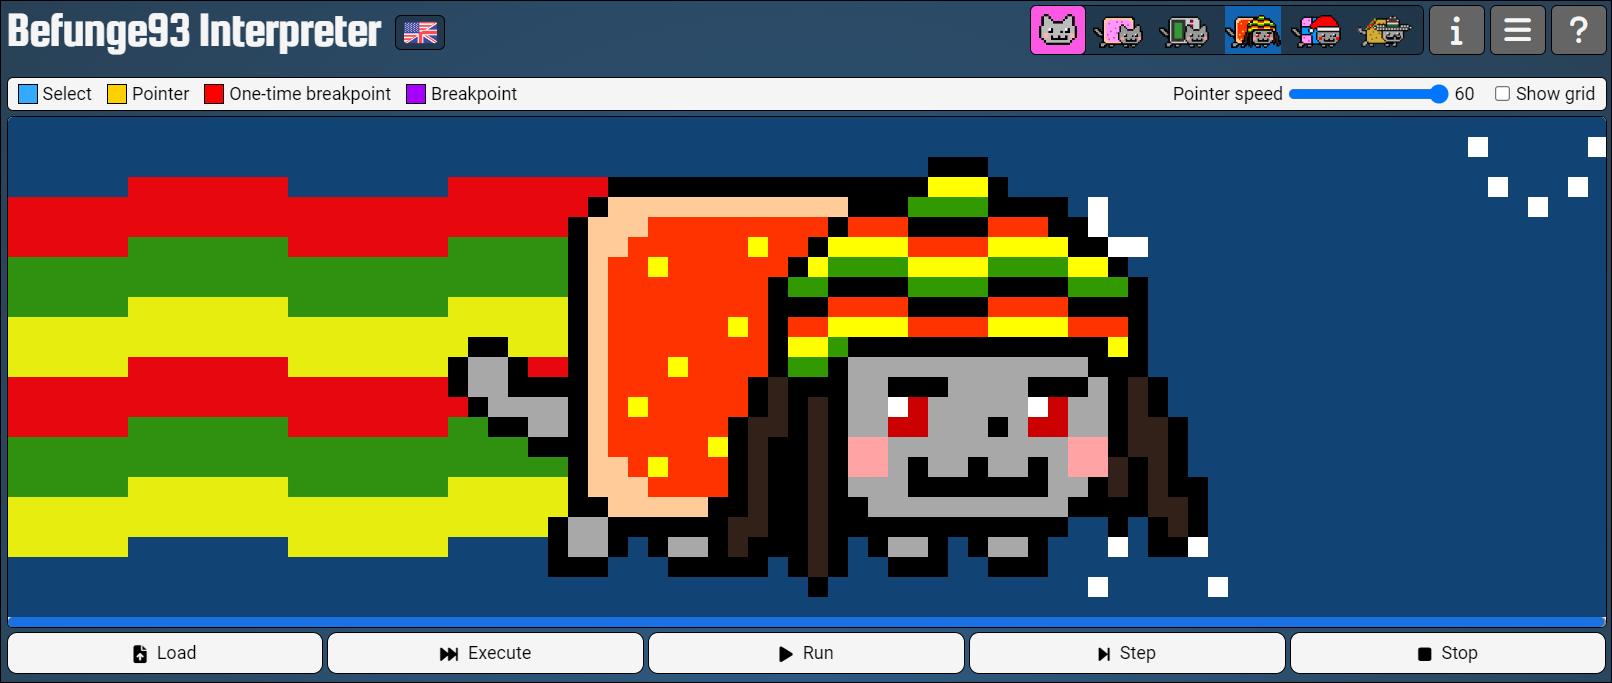 Befunge93 Interpreter
Select Pointer One-time breakpoint Breakpoint Pointer speed 60 Show grid
Load Execute Run Step Stop